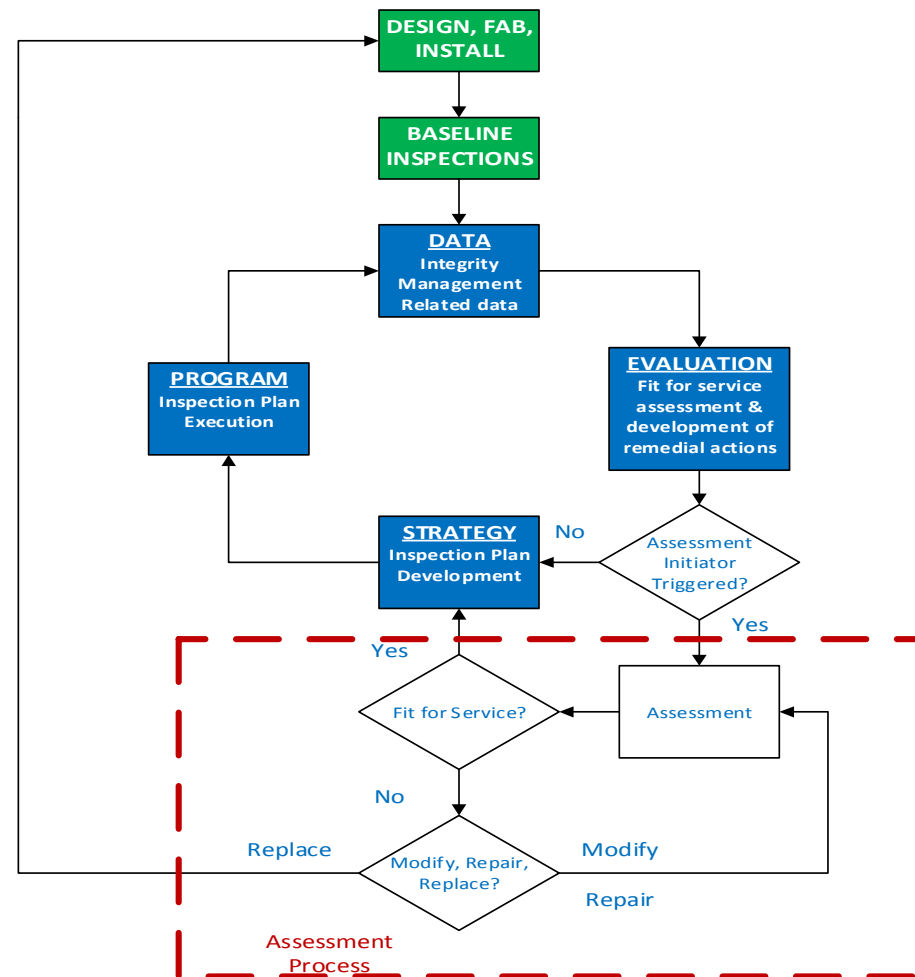 DESIGN, FAB,
INSTALL
BASELINE
INSPECTIONS
DATA
Integrity
Management
Related data
EVALUATION
Fit for service
assessment &
development of
remedial actions
PROGRAM
Inspection Plan
Execution
STRATEGY
Inspection Plan
Development
No
Assessment
Initiator
Triggered?
Yes
Yes
Fit for Service?
Assessment
No
Replace
Modify, Repair,
Replace?
Modify
Repair
Assessment
Process